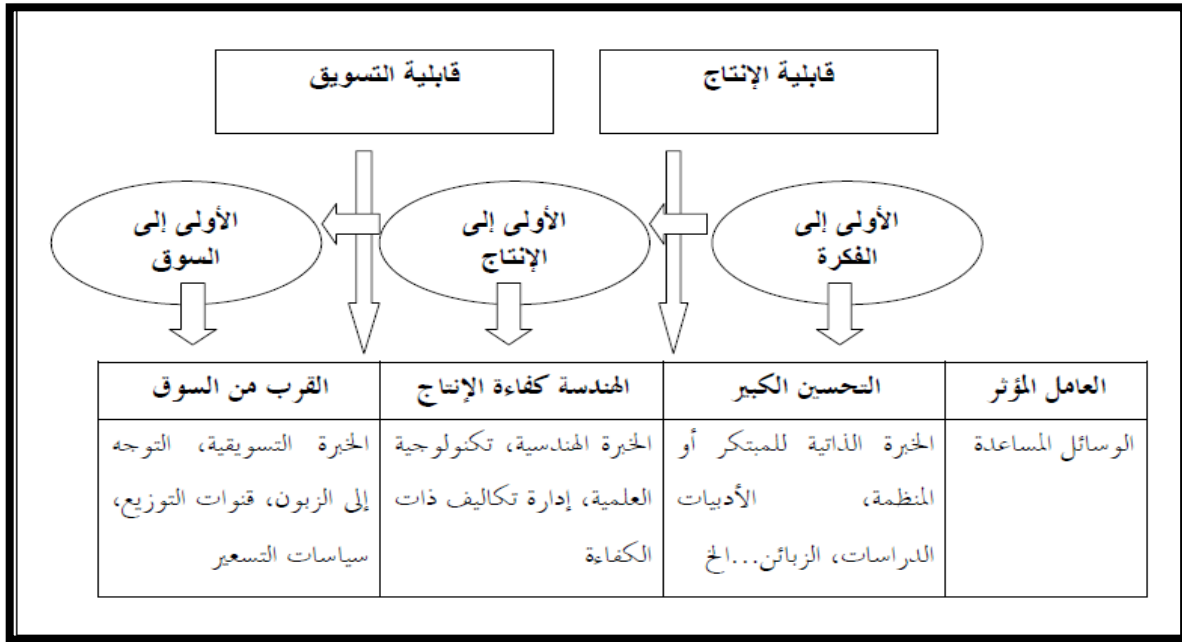 قابلية الإنتاج
قابلية التسويق
الأولى إلى
الفكرة
الأولى إلى
الإنتاج
الأولى إلى
السوق
العامل المؤثر
التحسين الكبير
الهندسة كفاءة الإنتاج
القرب من السوق
الوسائل المساعدة
الخبرة الذاتية للمبتكر أو
المنظمة، الأدبيات
الدراسات، الزبائن...الخ
الخبرة الهندسية، تكنولوجية
العلمية، إدارة تكاليف ذات
الكفاءة
الخبرة التسويقية، التوجه
إلى الزبون، قنوات التوزيع،
سياسات التسعير